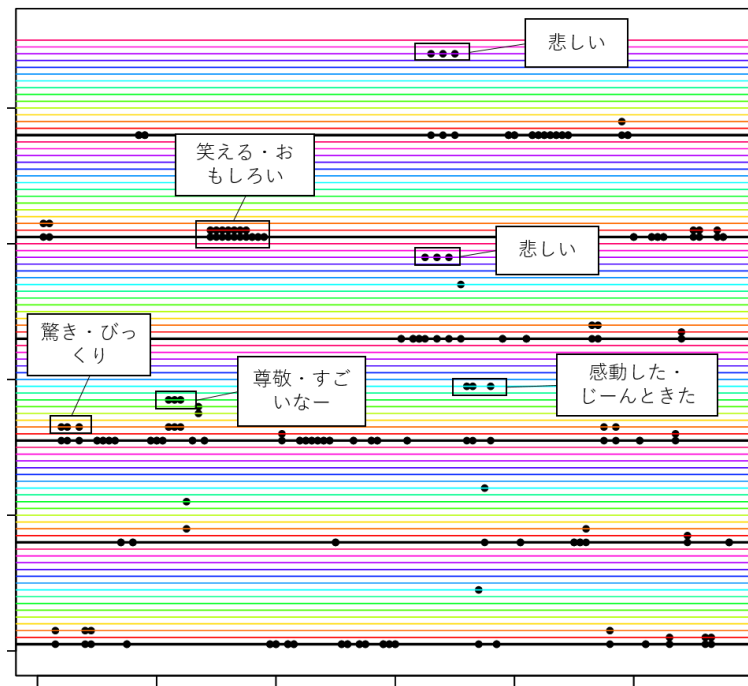 悲しい
笑える・お
もしろい
悲しい
驚き・びっ
くり
尊敬・すご
いなー
感動した・
じーんときた